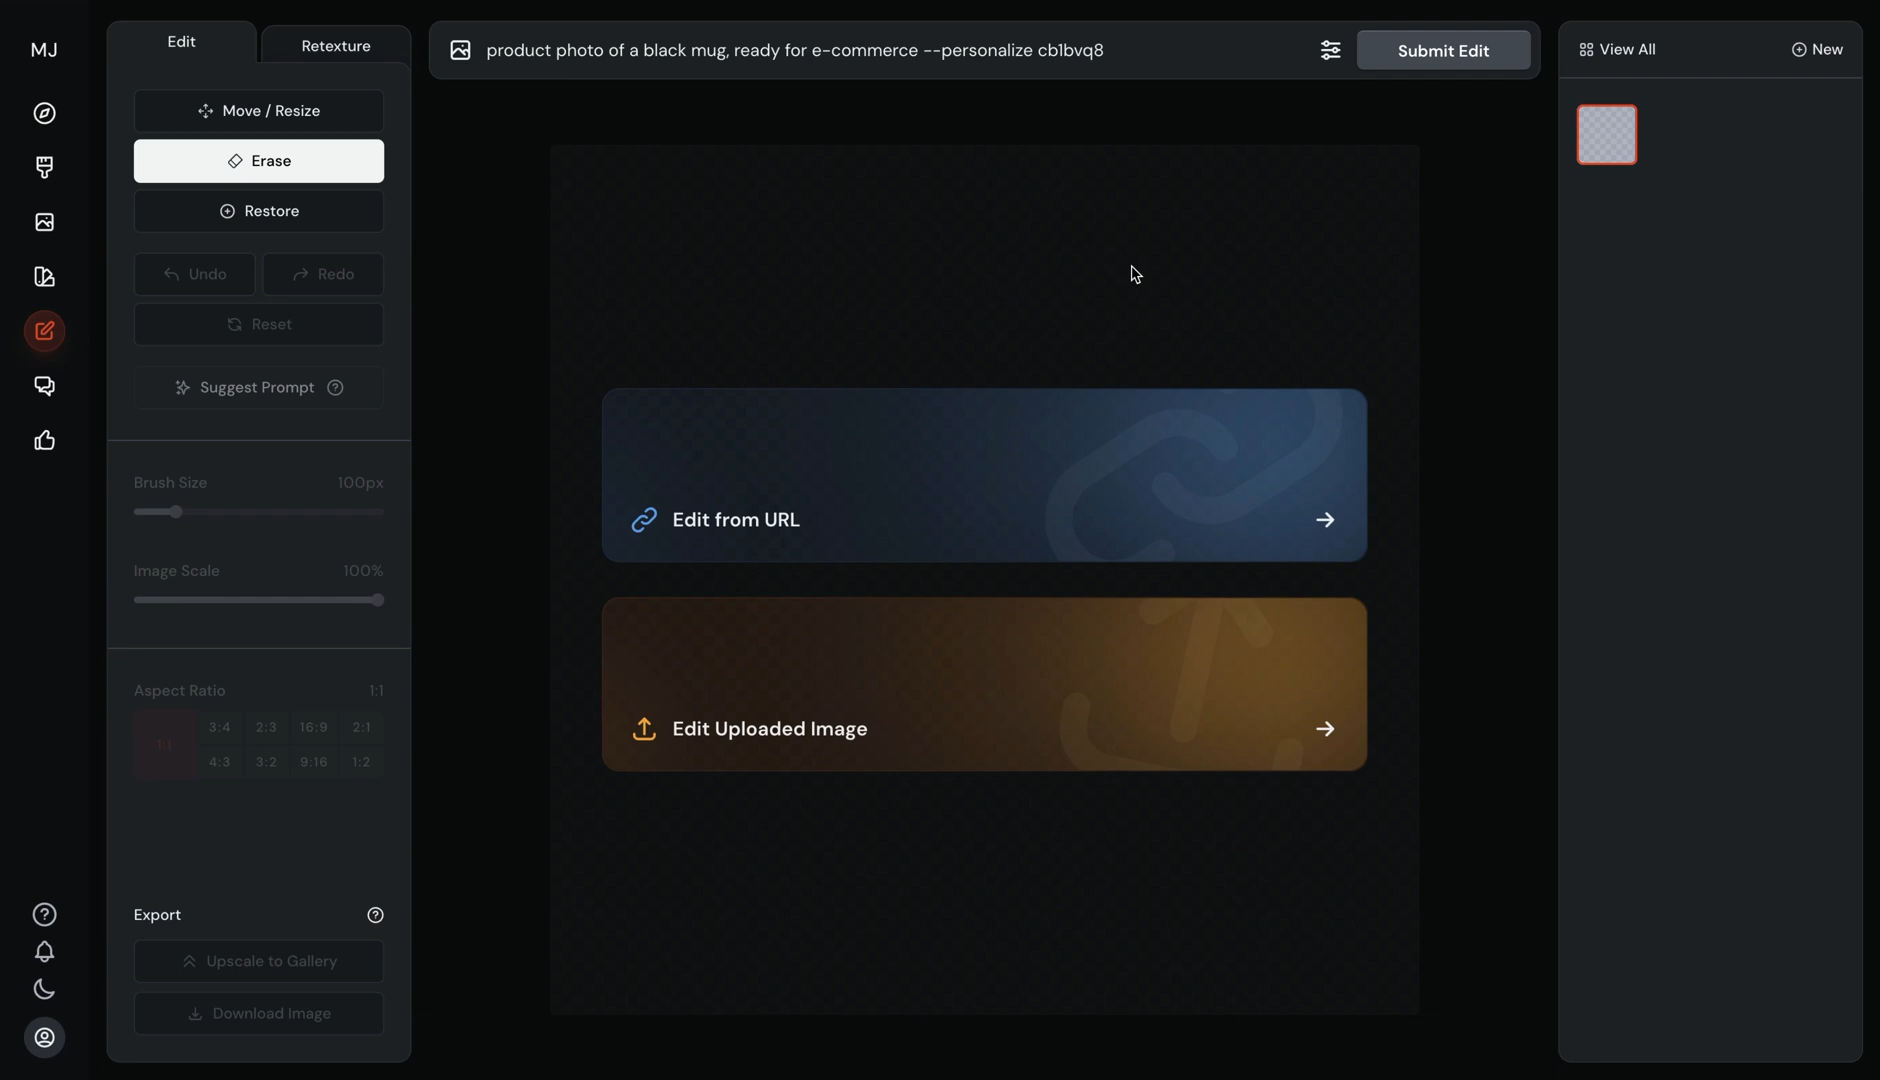 MJ
Edit
Retexture
Move / Resize
Erase
Restore
Undo
Redo
Reset
Suggest Prompt
Brush Size
100px
Image Scale
100%
Aspect Ratio
1:1
1:1
3:4
2:3
16:9
2:1
4:3
3:2
9:16
1:2
Export
Upscale to Gallery
Download Image
product photo of a black mug, ready for e-commerce --personalize cb1bvq8
Submit Edit
Edit from URL
Edit Uploaded Image
View All
New